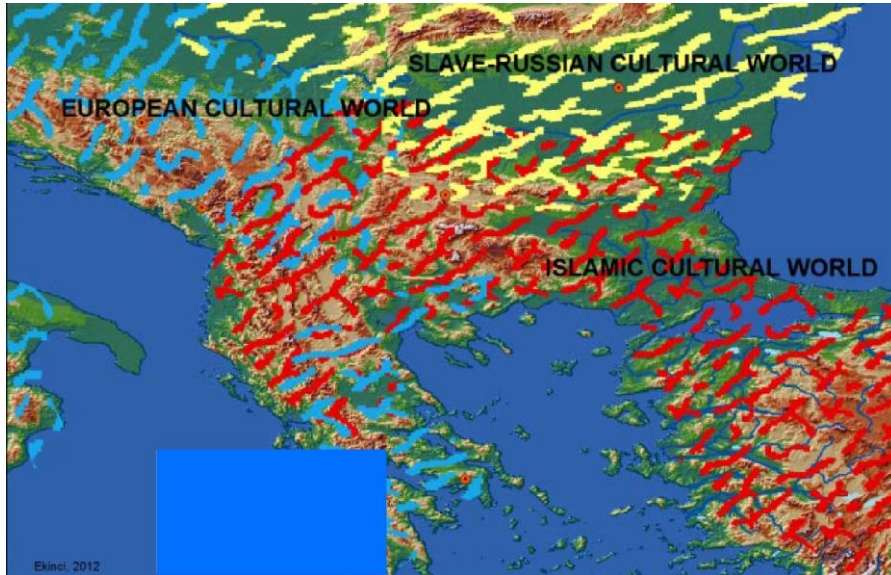 SLAVE-RUSSIAN CULTURAL WORLD
EUROPEAN CULTURAL WORLD
ISLAMIC CULTURAL WORLD
Ekinci, 2012